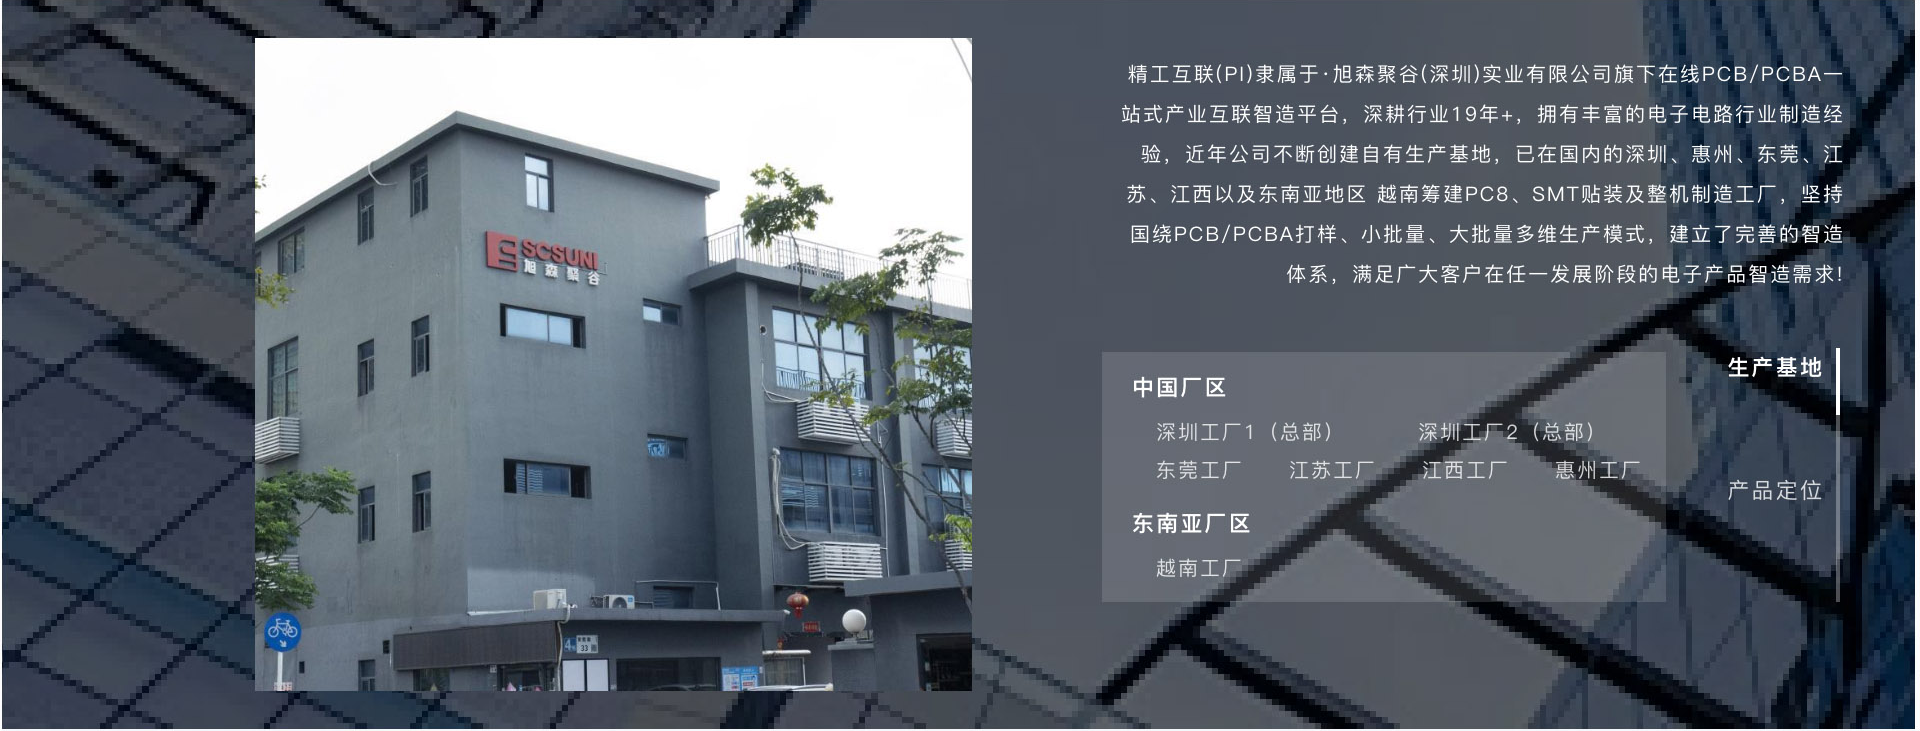 SCSUNI
旭森聚谷
4
33
精工互联(PI)隶属于·旭森聚谷(深圳)实业有限公司旗下在线PCB/PCBA一
站式产业互联智造平台，深耕行业19年+，拥有丰富的电子电路行业制造经
验，近年公司不断创建自有生产基地，已在国内的深圳、惠州、东莞、江
苏、江西以及东南亚地区 越南筹建PC8、SMT贴装及整机制造工厂，坚持
国绕PCB/PCBA打样、小批量、大批量多维生产模式，建立了完善的智造
体系，满足广大客户在任一发展阶段的电子产品智造需求!
生产基地
中国厂区
深圳工厂1（总部） 深圳工厂2（总部）
东莞工厂 江苏工厂 江西工厂 惠州工厂
产品定位
东南亚厂区
越南工厂